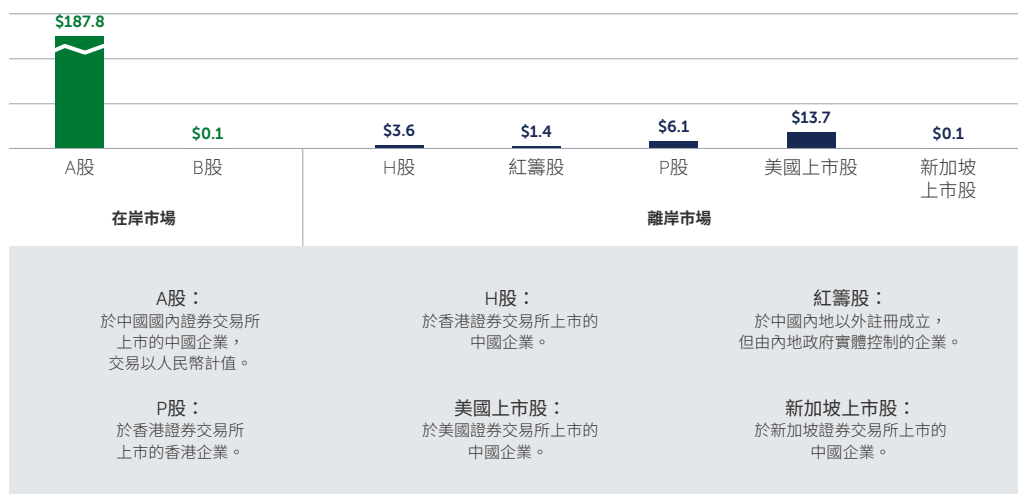 $187.8
$0.1
$3.6
$1.4
$6.1
$13.7
$0.1
A股
B股
H股
紅籌股
P股
美國上市股
新加坡
上市股
在岸市場
離岸市場
A股：
於中國國內證券交易所
上市的中國企業，
交易以人民幣計值。
H股：
於香港證券交易所上市的
中國企業。
紅籌股：
於中國內地以外註冊成立，
但由內地政府實體控制的企業。
P股：
於香港證券交易所
上市的香港企業。
美國上市股：
於美國證券交易所上市的
中國企業。
新加坡上市股：
於新加坡證券交易所上市的
中國企業。